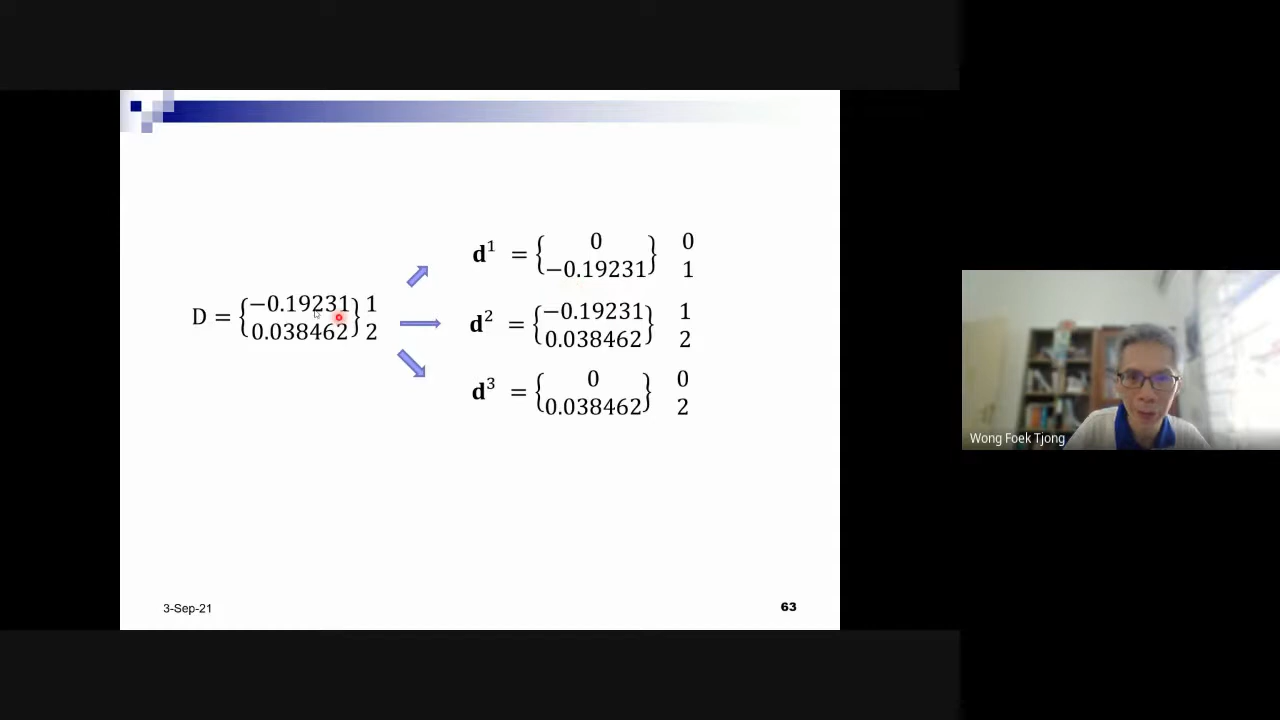 D = {−0.19231} 1
{0.038462} 2
d¹ = {0} 0
{−0.19231} 1
d² = {−0.19231} 1
{0.038462} 2
d³ = {0} 0
{0.038462} 2
Wong Foek Tjong
3-Sep-21
63